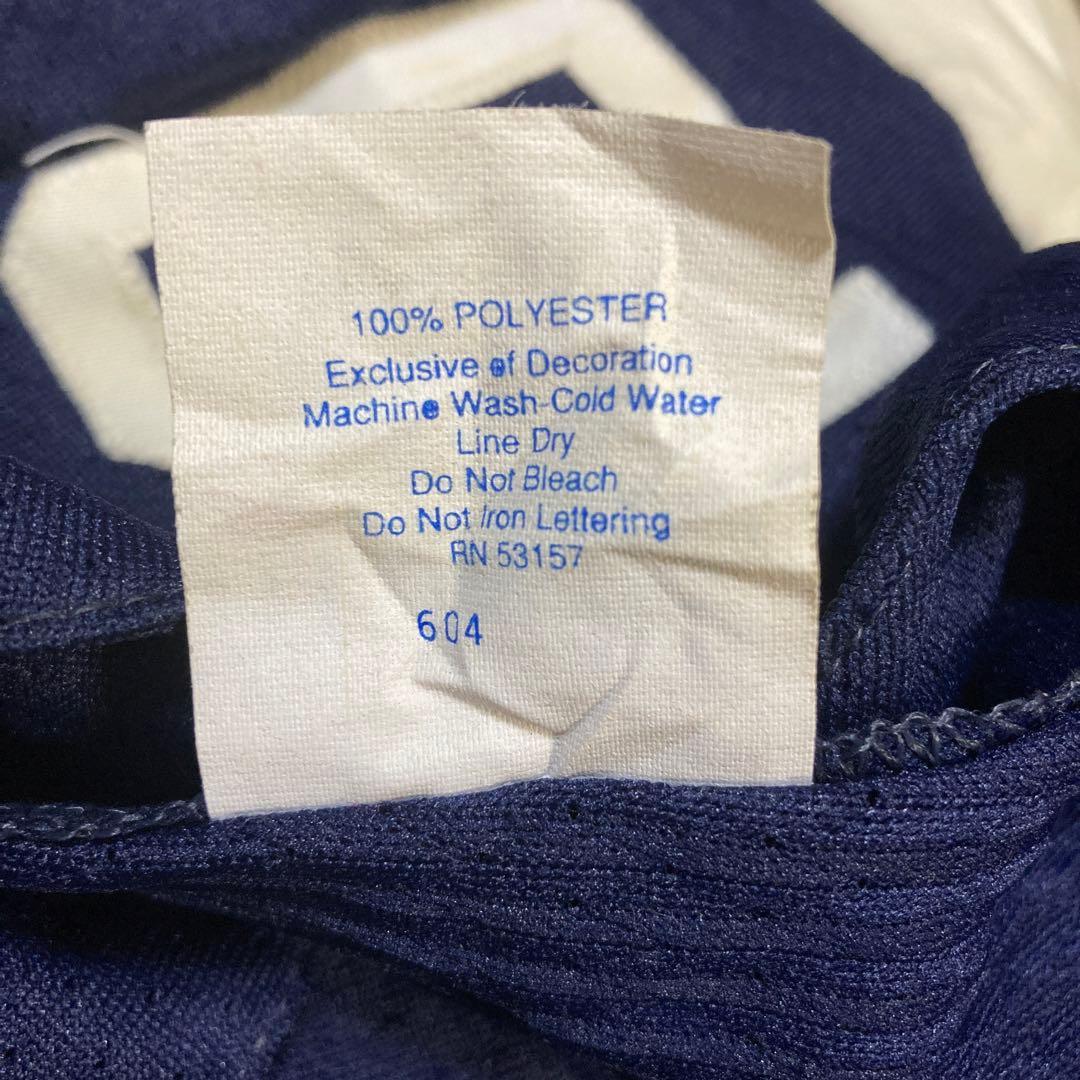 100% POLYESTER
Exclusive of Decoration
Machine Wash-Cold Water
Line Dry
Do Not Bleach
Do Not Iron Lettering
RN 53157
604